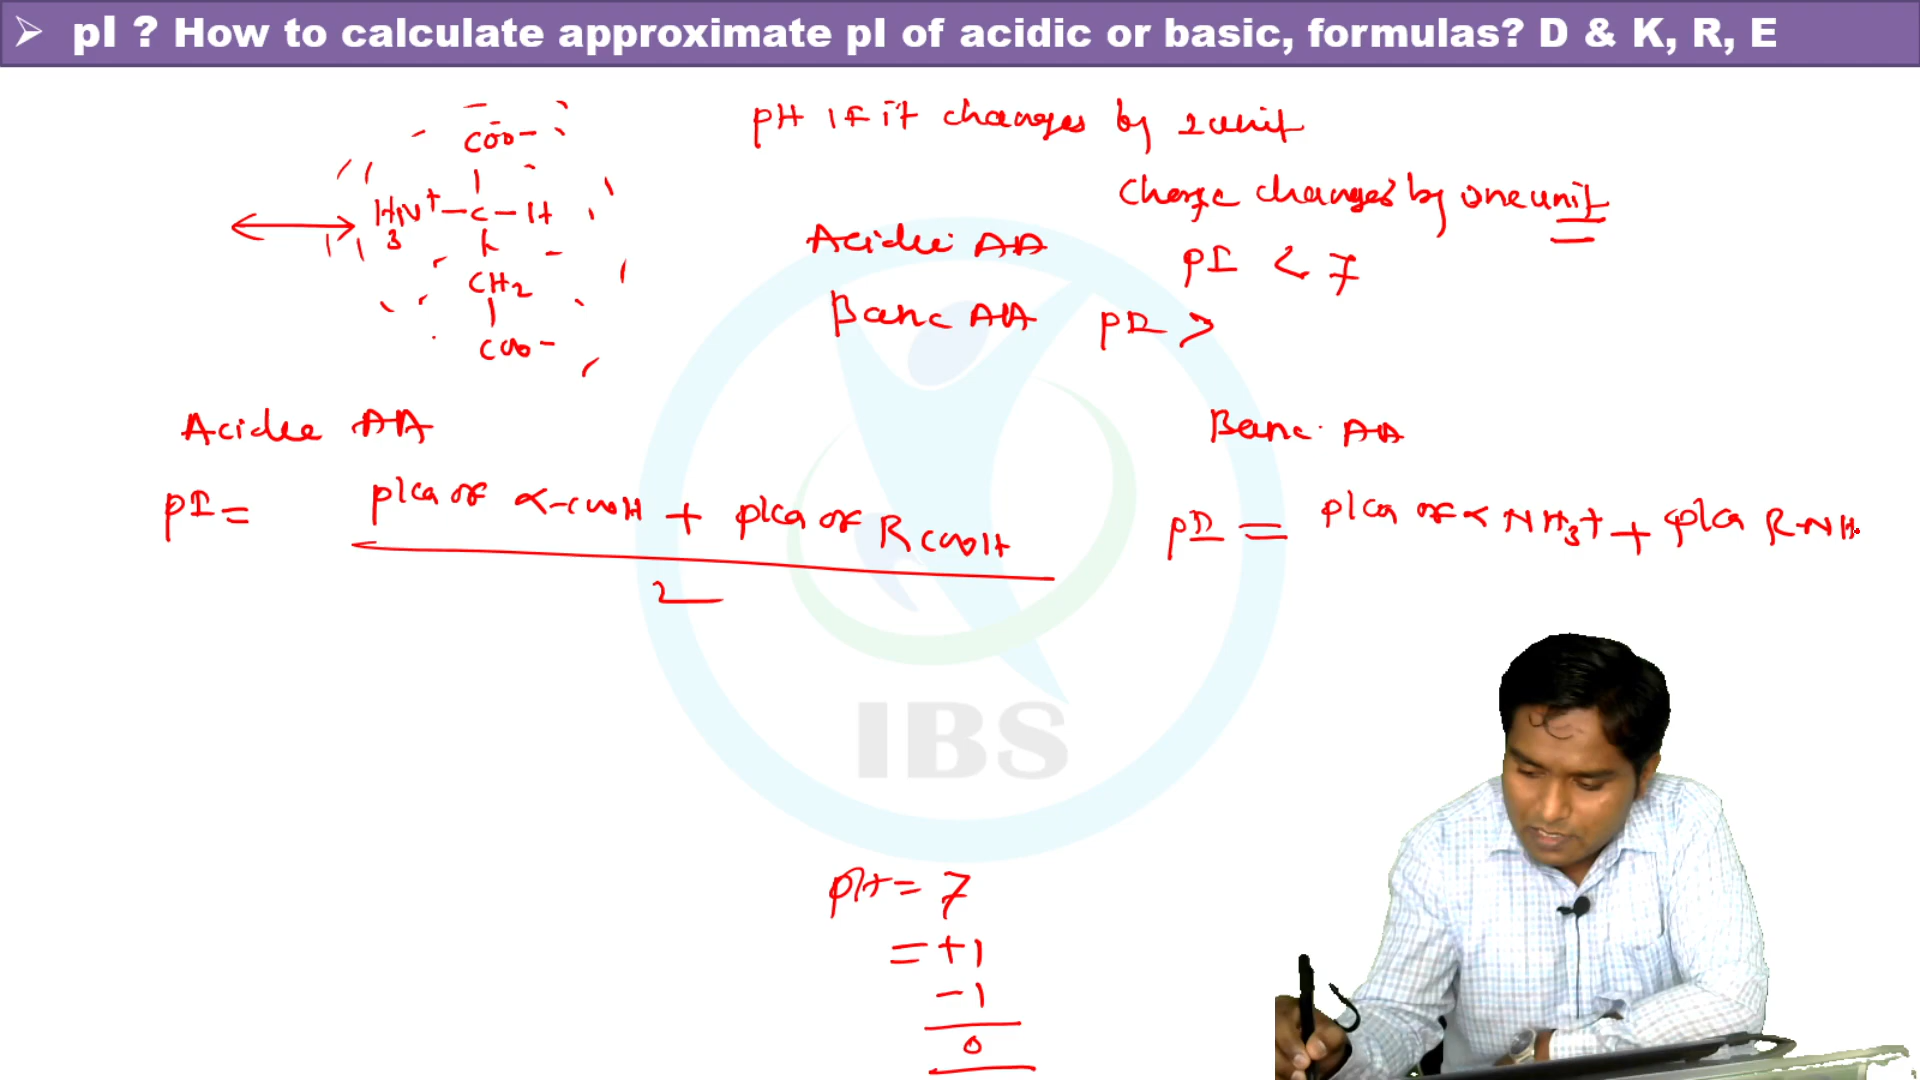 ➤ pI ? How to calculate approximate pI of acidic or basic, formulas? D & K, R, E
COO-
H3N+-C-H
CH2
COO-
pH if it changes by 2 unit
Charge changes by one unit
Acidic AA pI < 7
Basic AA pI >
Acidic AA
pI = pka of α-COOH + pka of R COOH
2
Basic AA
pI = pka of α NH3+ + pka R-NH
pH = 7
= +1
-1
0
IBS